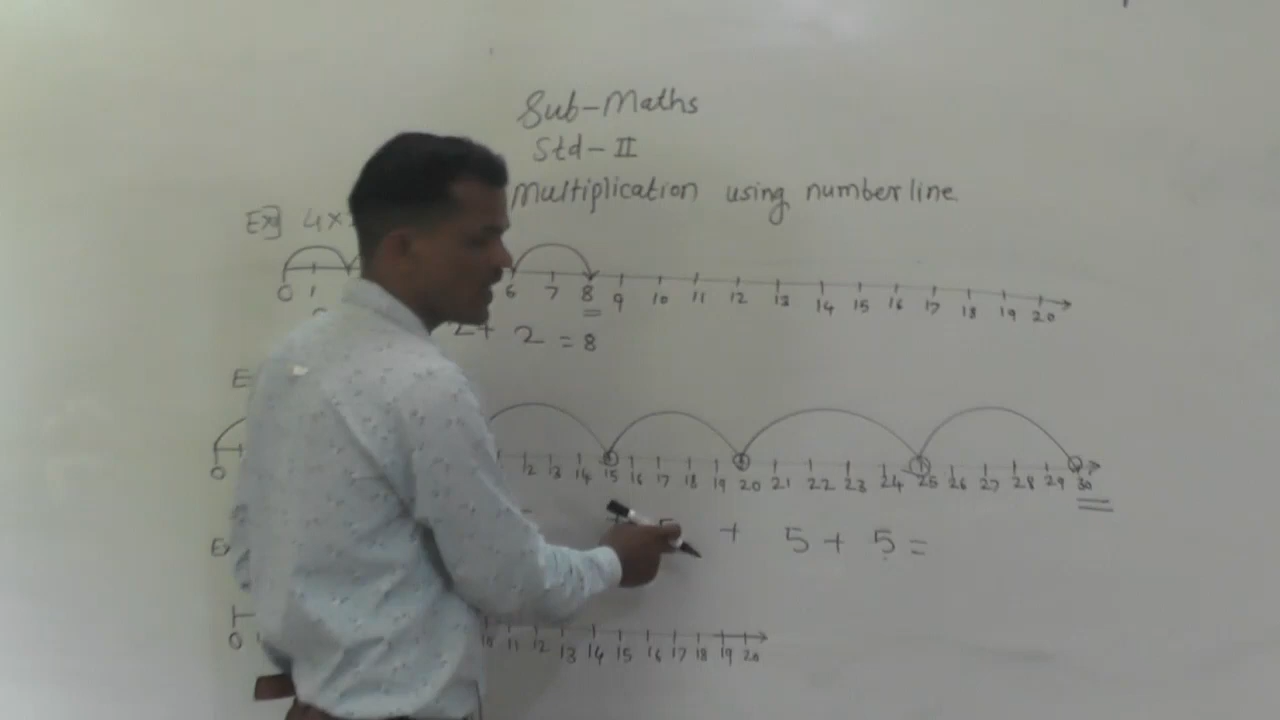 Sub-Maths
Std-II
Multiplication using numberline
Ex] 4×
0 1 6 7 8 9 10 11 12 13 14 15 16 17 18 19 20
2+ 2 = 8
E
0 12 13 14 15 16 17 18 19 20 21 22 23 24 25 26 27 28 29 30
+ 5 + 5 + 5 =
0 10 11 12 13 14 15 16 17 18 19 20